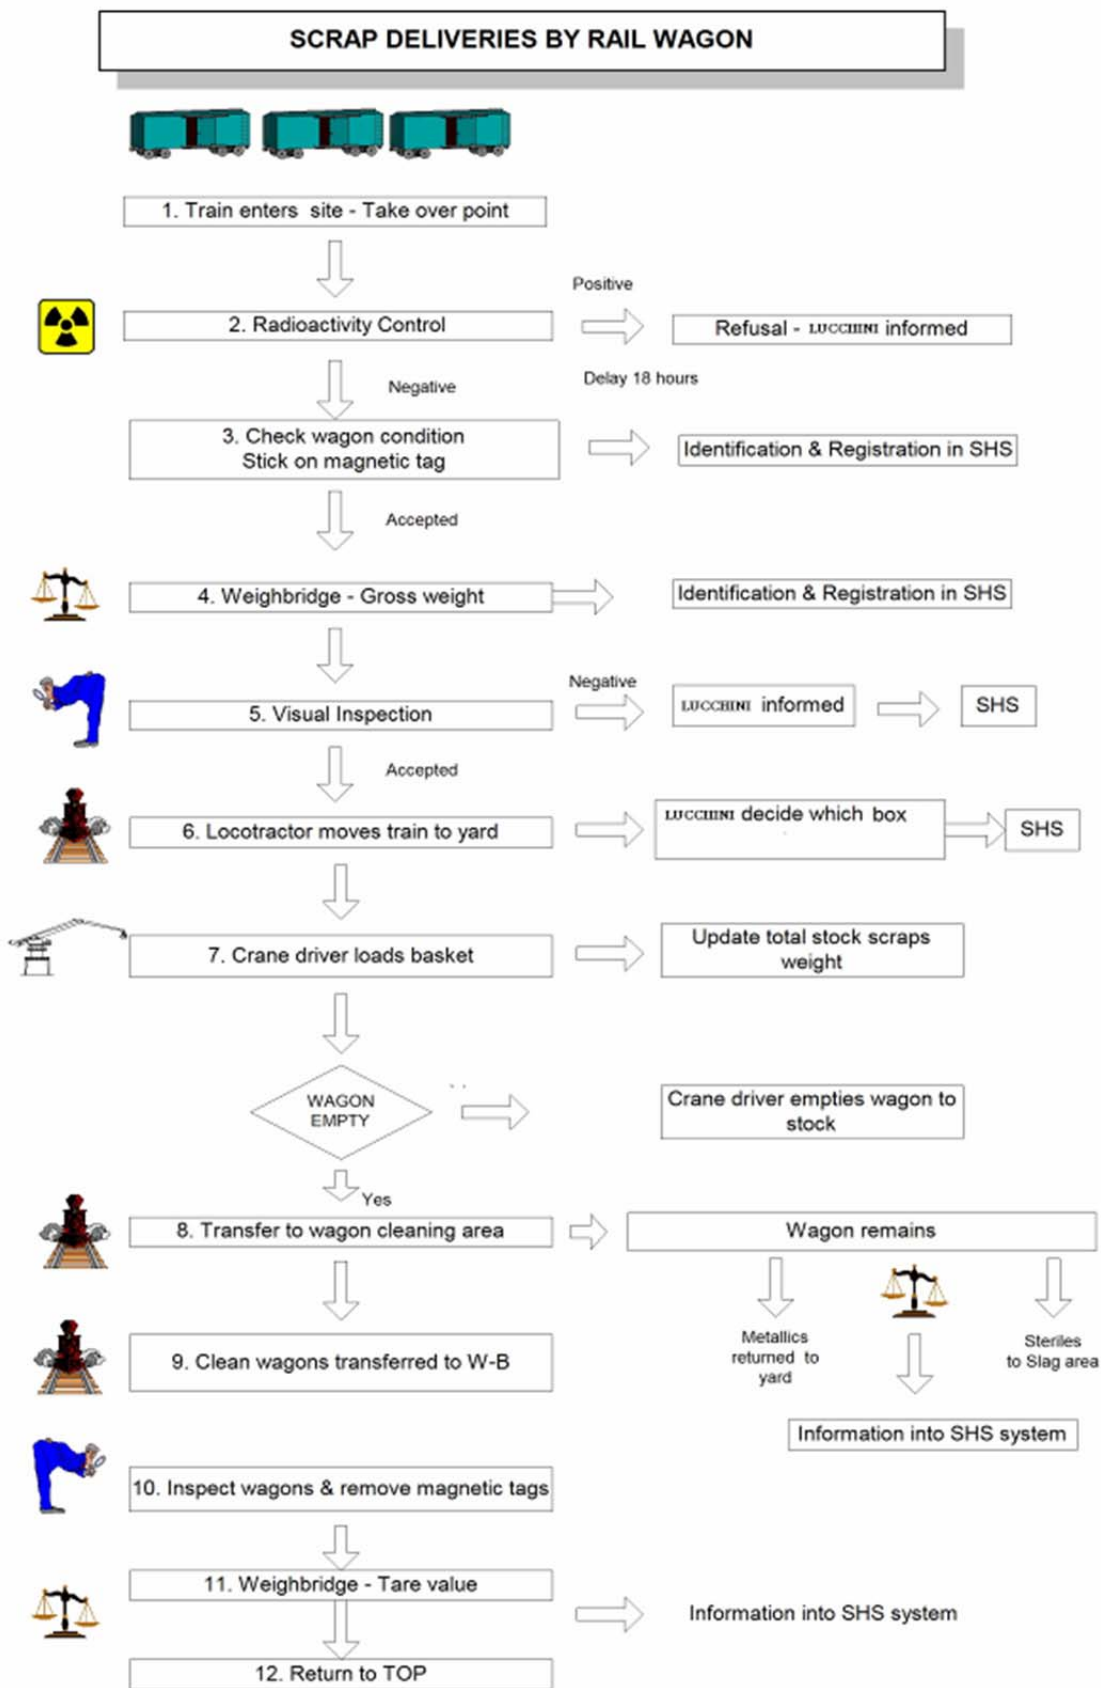 SCRAP DELIVERIES BY RAIL WAGON
1. Train enters site - Take over point
Positive
2. Radioactivity Control
Refusal - LUCCHINI informed
Negative
Delay 18 hours
3. Check wagon condition
Stick on magnetic tag
Identification & Registration in SHS
Accepted
4. Weighbridge - Gross weight
Identification & Registration in SHS
Negative
5. Visual Inspection
LUCCHINI informed
SHS
Accepted
6. Locotractor moves train to yard
LUCCHINI decide which box
SHS
7. Crane driver loads basket
Update total stock scraps
weight
WAGON
EMPTY
Crane driver empties wagon to
stock
Yes
8. Transfer to wagon cleaning area
Wagon remains
Metallics
returned to
yard
Steriles
to Slag area
9. Clean wagons transferred to W-B
Information into SHS system
10. Inspect wagons & remove magnetic tags
11. Weighbridge - Tare value
Information into SHS system
12. Return to TOP